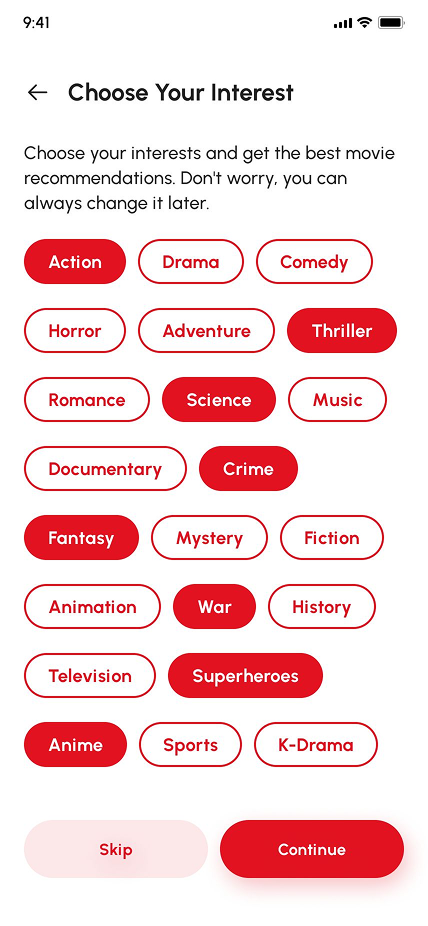 9:41
Choose Your Interest
Choose your interests and get the best movie
recommendations. Don't worry, you can
always change it later.
Action Drama Comedy
Horror Adventure Thriller
Romance Science Music
Documentary Crime
Fantasy Mystery Fiction
Animation War History
Television Superheroes
Anime Sports K-Drama
Skip Continue